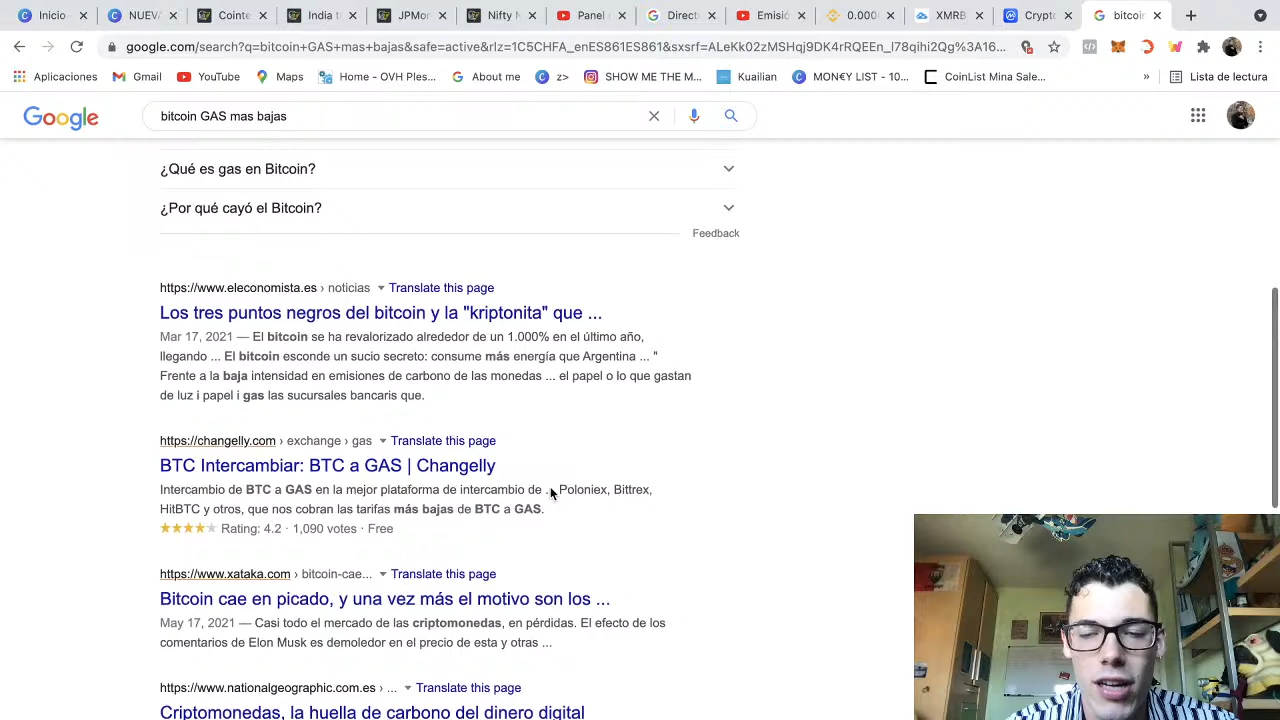 Inicio
NUEV
Cointe
India t
JPMor
Nifty N
Panel
Direct
Emisió
0.000
XMRB
Crypto
bitcoin
google.com/search?q=bitcoin+GAS+mas+bajas&safe=active&rlz=1C5CHFA_enES861ES861&sxsrf=ALeKk02zMSHqj9DK4rRQEEn_l78qihi2Qg%3A16...
Aplicaciones
Gmail
YouTube
Maps
Home - OVH Ples...
About me
z>
SHOW ME THE M...
Kuailian
MON€Y LIST - 10...
CoinList Mina Sale...
»
Lista de lectura
Google
bitcoin GAS mas bajas
¿Qué es gas en Bitcoin?
¿Por qué cayó el Bitcoin?
Feedback
https://www.eleconomista.es › noticias Translate this page
Los tres puntos negros del bitcoin y la "kriptonita" que ...
Mar 17, 2021 — El bitcoin se ha revalorizado alrededor de un 1.000% en el último año,
llegando ... El bitcoin esconde un sucio secreto: consume más energía que Argentina ... "
Frente a la baja intensidad en emisiones de carbono de las monedas ... el papel o lo que gastan
de luz i papel i gas las sucursales bancaris que.
https://changelly.com › exchange › gas Translate this page
BTC Intercambiar: BTC a GAS | Changelly
Intercambio de BTC a GAS en la mejor plataforma de intercambio de ... Poloniex, Bittrex,
HitBTC y otros, que nos cobran las tarifas más bajas de BTC a GAS.
Rating: 4.2 · 1,090 votes · Free
https://www.xataka.com › bitcoin-cae... Translate this page
Bitcoin cae en picado, y una vez más el motivo son los ...
May 17, 2021 — Casi todo el mercado de las criptomonedas, en pérdidas. El efecto de los
comentarios de Elon Musk es demoledor en el precio de esta y otras ...
https://www.nationalgeographic.com.es › ... Translate this page
Criptomonedas, la huella de carbono del dinero digital